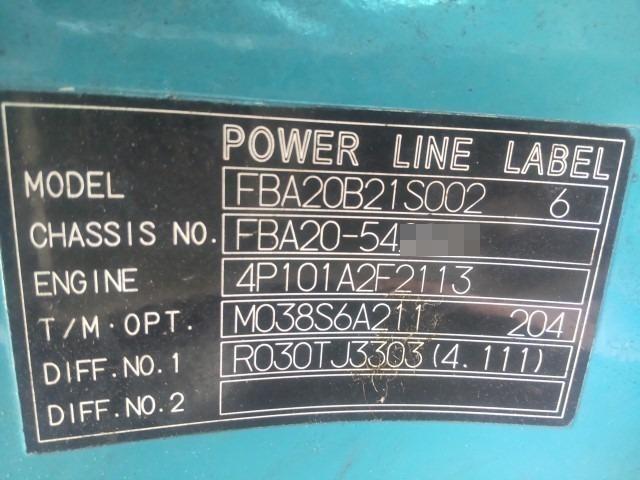 POWER LINE LABEL
MODEL FBA20B21S002 6
CHASSIS NO. FBA20-54
ENGINE 4P101A2F2113
T/M·OPT. M038S6A211 204
DIFF.NO.1 R030TJ3303(4.111)
DIFF.NO.2